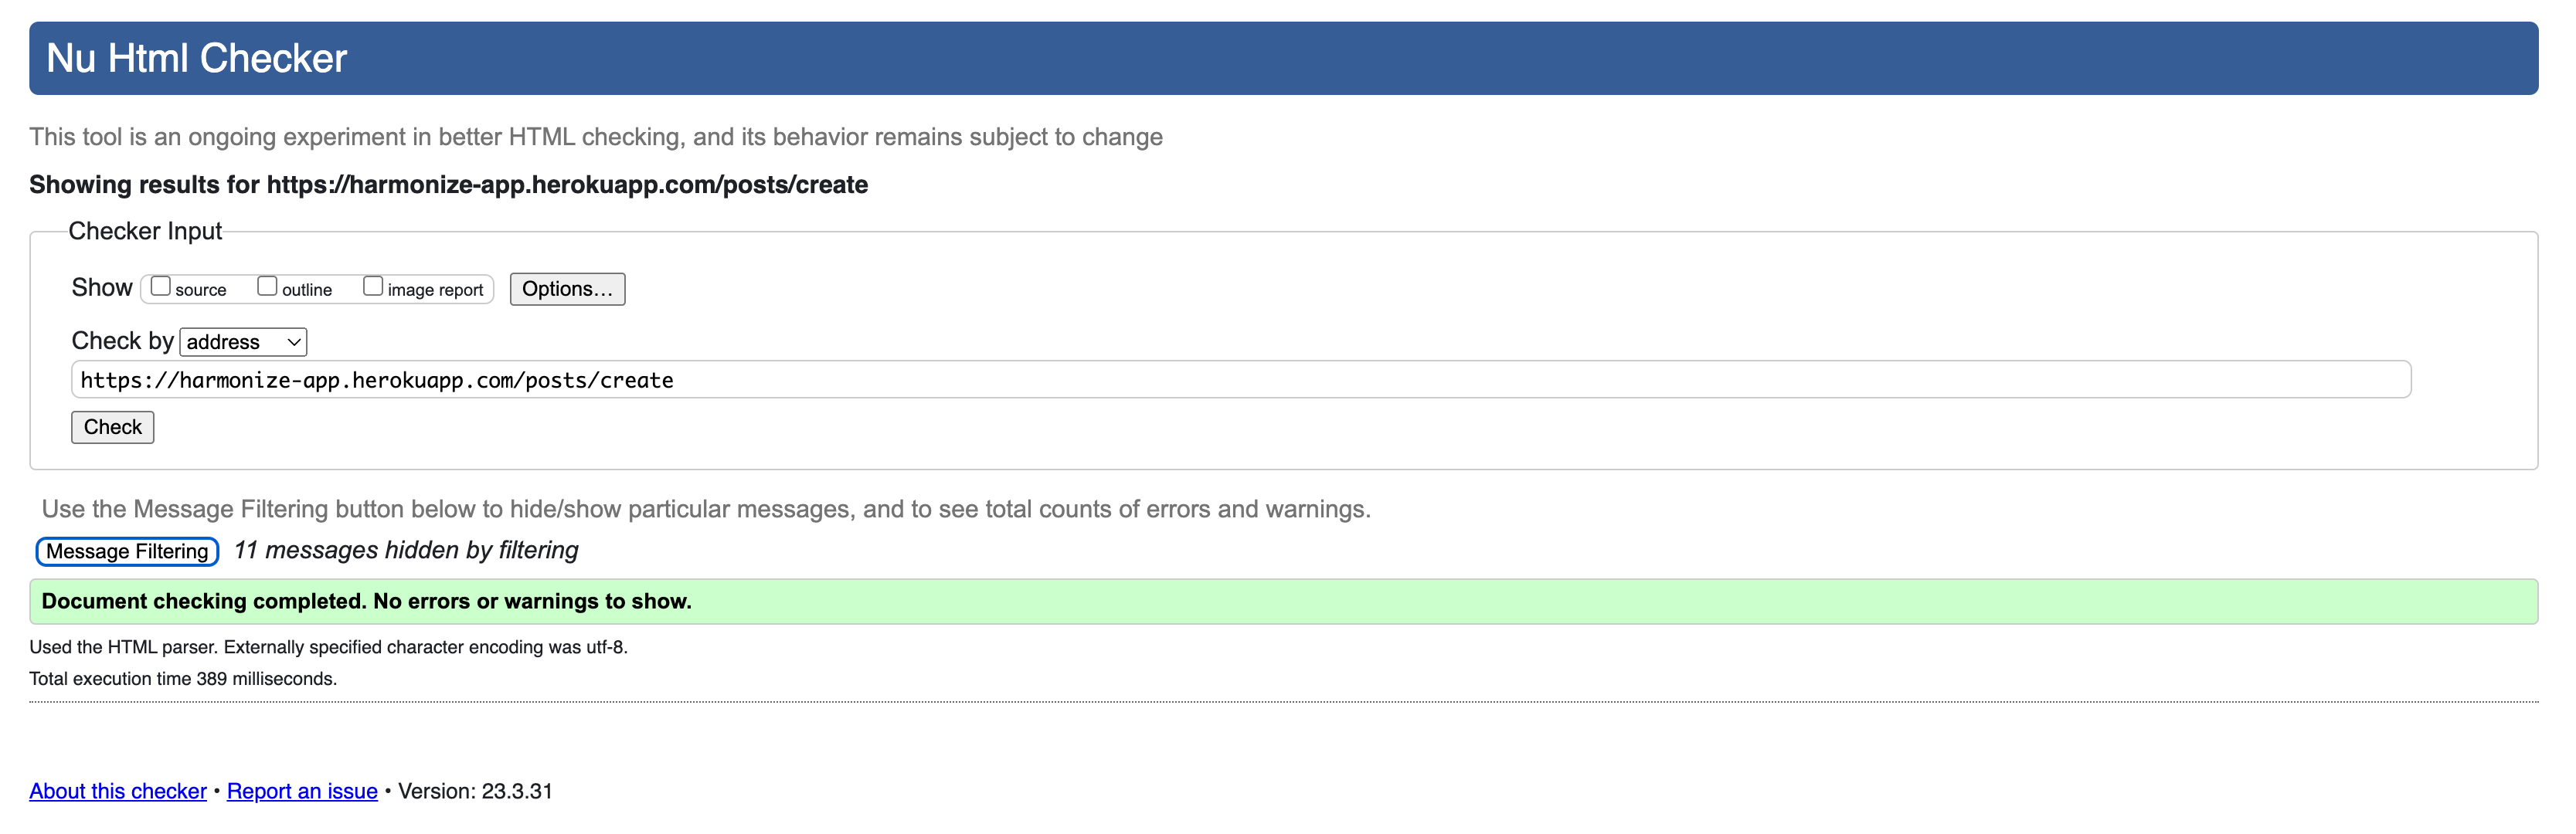 Nu Html Checker
This tool is an ongoing experiment in better HTML checking, and its behavior remains subject to change
Showing results for https://harmonize-app.herokuapp.com/posts/create
Checker Input
Show source outline image report Options...
Check by address
https://harmonize-app.herokuapp.com/posts/create
Check
Use the Message Filtering button below to hide/show particular messages, and to see total counts of errors and warnings.
Message Filtering 11 messages hidden by filtering
Document checking completed. No errors or warnings to show.
Used the HTML parser. Externally specified character encoding was utf-8.
Total execution time 389 milliseconds.
About this checker • Report an issue • Version: 23.3.31